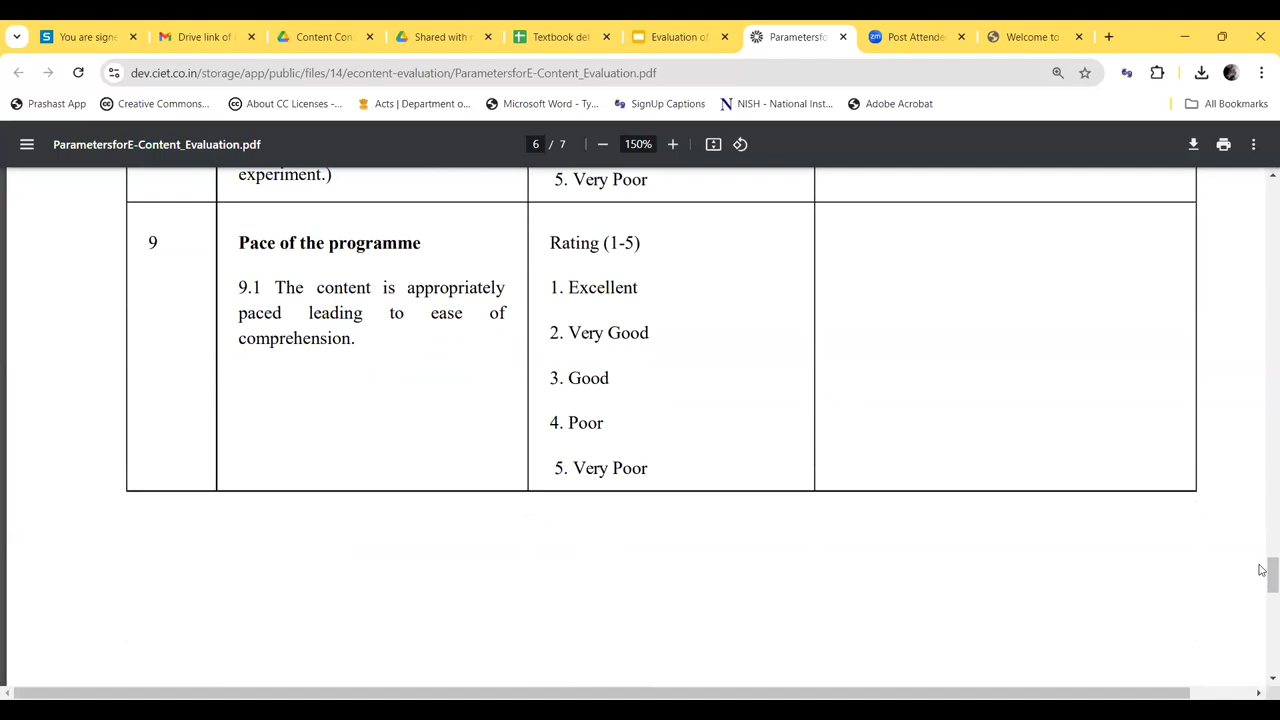 You are signe
Drive link of
Content Con
Shared with
Textbook det
Evaluation of
Parametersfo
Post Attende
Welcome to
dev.ciet.co.in/storage/app/public/files/14/econtent-evaluation/ParametersforE-Content_Evaluation.pdf
Prashast App
Creative Commons...
About CC Licenses -...
Acts | Department o...
Microsoft Word - Ty...
SignUp Captions
NISH - National Inst...
Adobe Acrobat
All Bookmarks
ParametersforE-Content_Evaluation.pdf
6 / 7
150%
experiment.)
5. Very Poor
9
Pace of the programme
Rating (1-5)
9.1 The content is appropriately
paced leading to ease of
comprehension.
1. Excellent
2. Very Good
3. Good
4. Poor
5. Very Poor